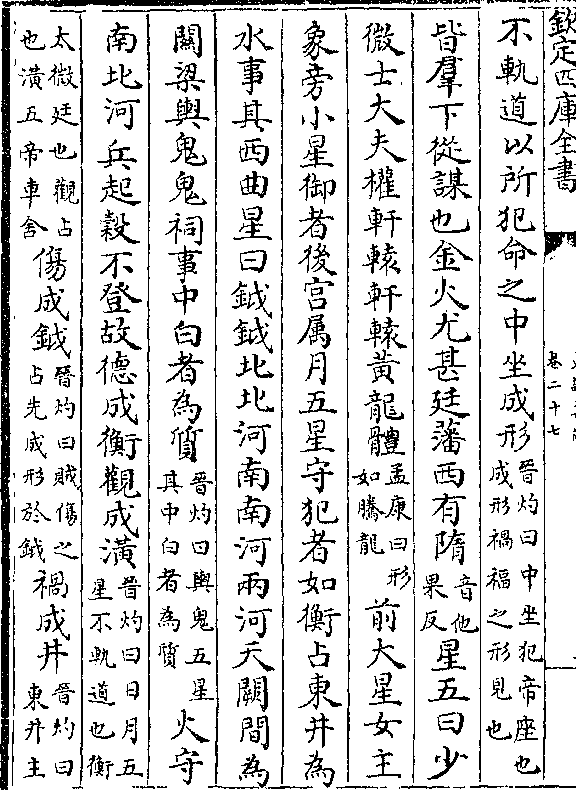 欽定四庫全書
卷二十七
不軌道以所犯命之中坐成形晉灼曰中坐犯帝座也成形禍福之形見也
皆羣下從謀也金火尤甚廷藩西有隋音他果反星五曰少
微士大夫權軒轅軒轅黃龍體孟康曰形如騰龍前大星女主
象旁小星御者後宮属月五星守犯者如衡占東井為
水事其西曲星曰鉞鉞北北河南南河兩河天闕間為
關梁輿鬼鬼祠事中白者為質晉灼曰輿鬼五星其中白者為質火守
南北河兵起穀不登故德成衡觀成潢晉灼曰日月五星不軌道也衡
太微廷也觀占也潢五帝車舍傷成鉞晉灼曰賊傷之占先成形於鉞禍成井晉灼曰東井主